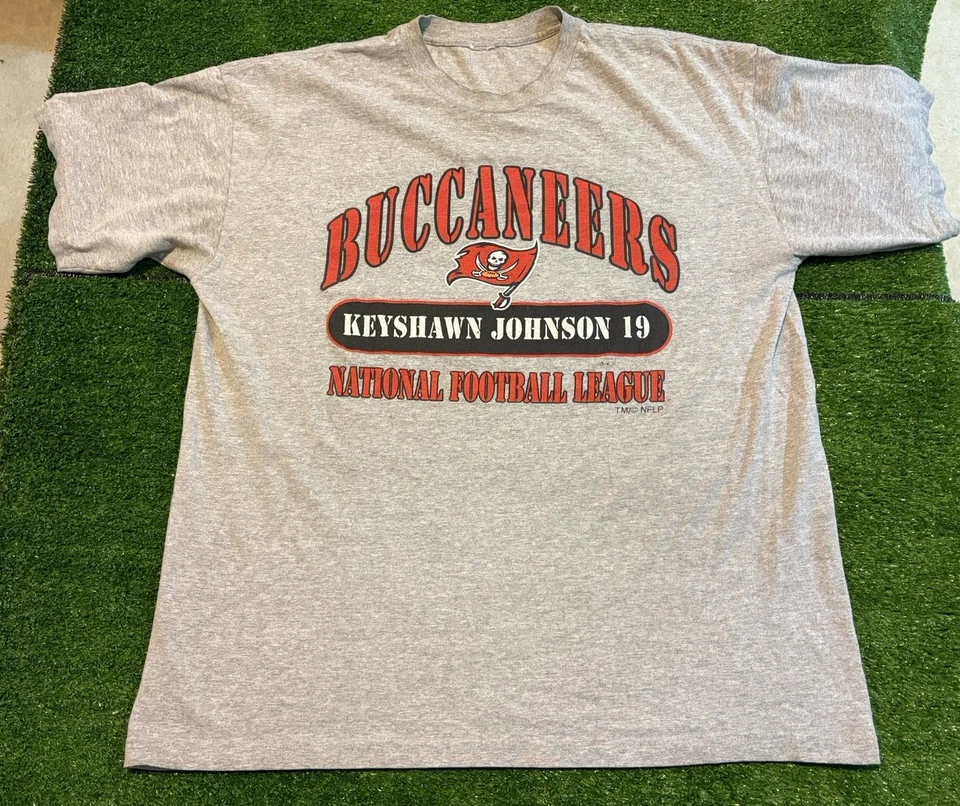 BUCCANEERS
KEYSHAWN JOHNSON 19
NATIONAL FOOTBALL LEAGUE
TM/© NFLP